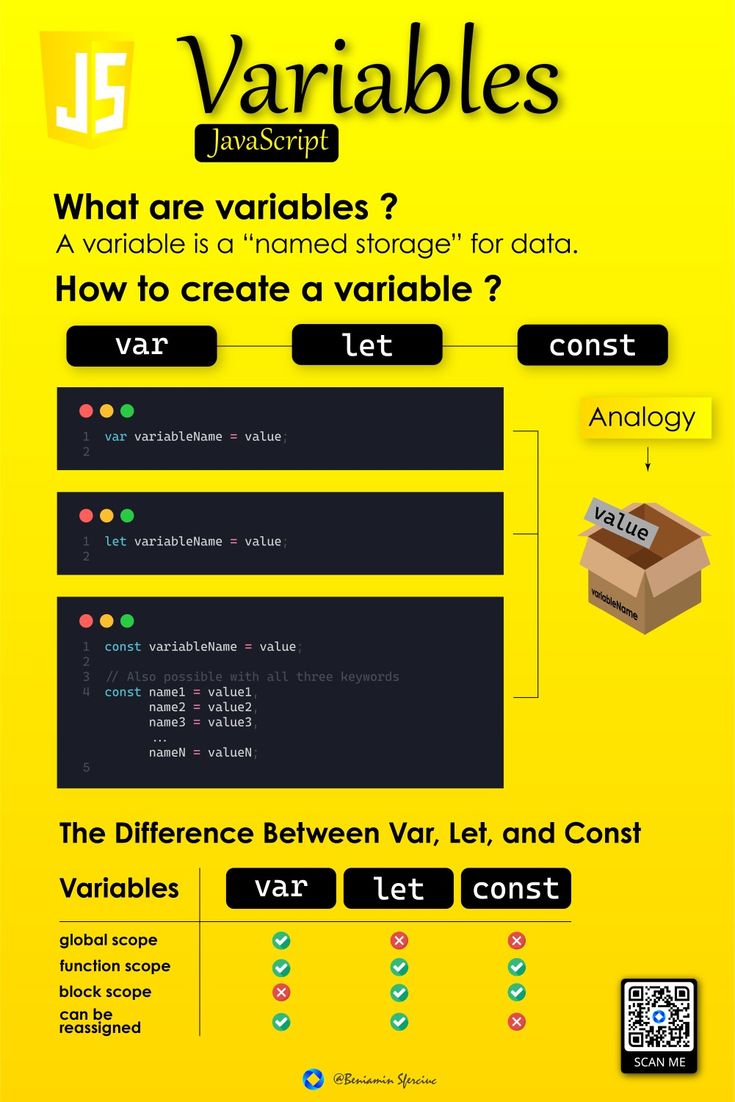 JS
Variables
JavaScript
What are variables ?
A variable is a “named storage” for data.
How to create a variable ?
var let const
1 var variableName = value;
2
1 let variableName = value;
2
1 const variableName = value;
2
3 // Also possible with all three keywords
4 const name1 = value1,
name2 = value2,
name3 = value3,
...
nameN = valueN;
5
Analogy
value
variableName
The Difference Between Var, Let, and Const
Variables var let const
global scope
function scope
block scope
can be
reassigned
SCAN ME
@Beniamin Sferciuc